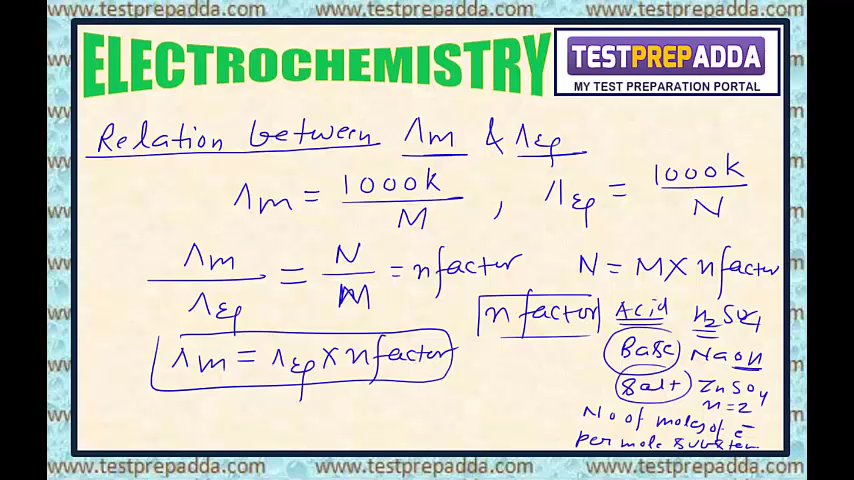 www.testprepadda.com www.testprepadda.com www.testprepadda.com
ELECTROCHEMISTRY
TESTPREPADDA
MY TEST PREPARATION PORTAL
Relation between Λm & Λeq
Λm = 1000K / M , Λeq = 1000K / N
Λm / Λeq = N / M = n factor N = M × n factor
n factor Acid H2SO4
Base NaOH
Λm = Λeq × n factor
Salt ZnSO4
n = 2
No of moles of e-
per mole
www.testprepadda.com www.testprepadda.com www.testprepadda.com